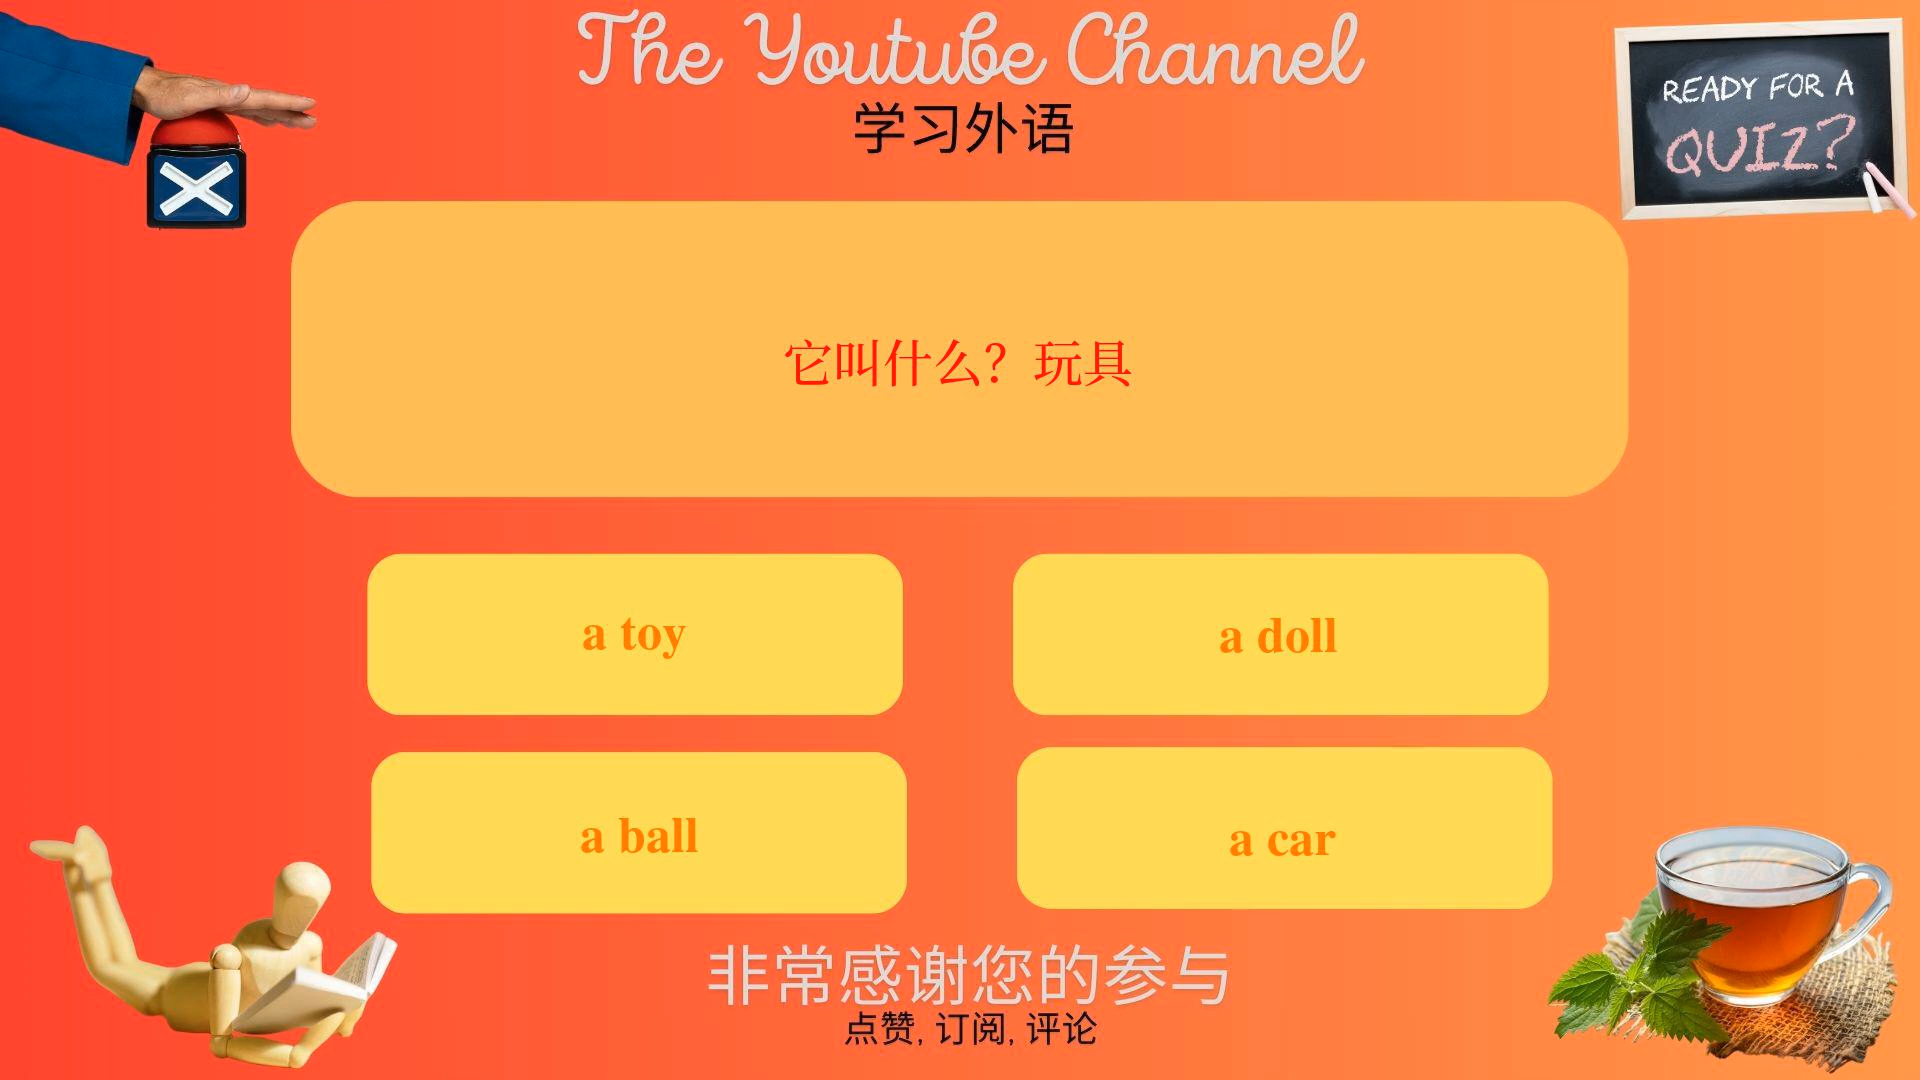 The Youtube Channel
学习外语
READY FOR A
QUIZ?
它叫什么？玩具
a toy
a doll
a ball
a car
非常感谢您的参与
点赞, 订阅, 评论